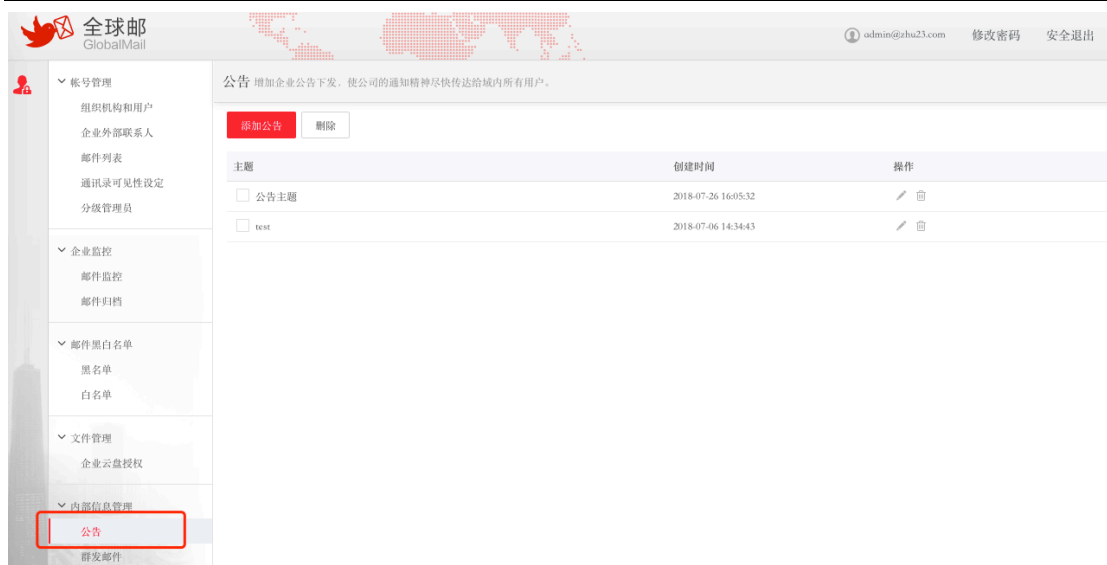 全球邮
GlobalMail
admin@zhu23.com 修改密码 安全退出
帐号管理
组织机构和用户
企业外部联系人
邮件列表
通讯录可见性设定
分级管理员
企业监控
邮件监控
邮件归档
邮件黑白名单
黑名单
白名单
文件管理
企业云盘授权
内部信息管理
公告
群发邮件
公告 增加企业公告下发、使公司的通知精神尽快传达给域内所有用户。
添加公告 删除
主题 创建时间 操作
公告主题 2018-07-26 16:05:32
test 2018-07-06 14:34:43